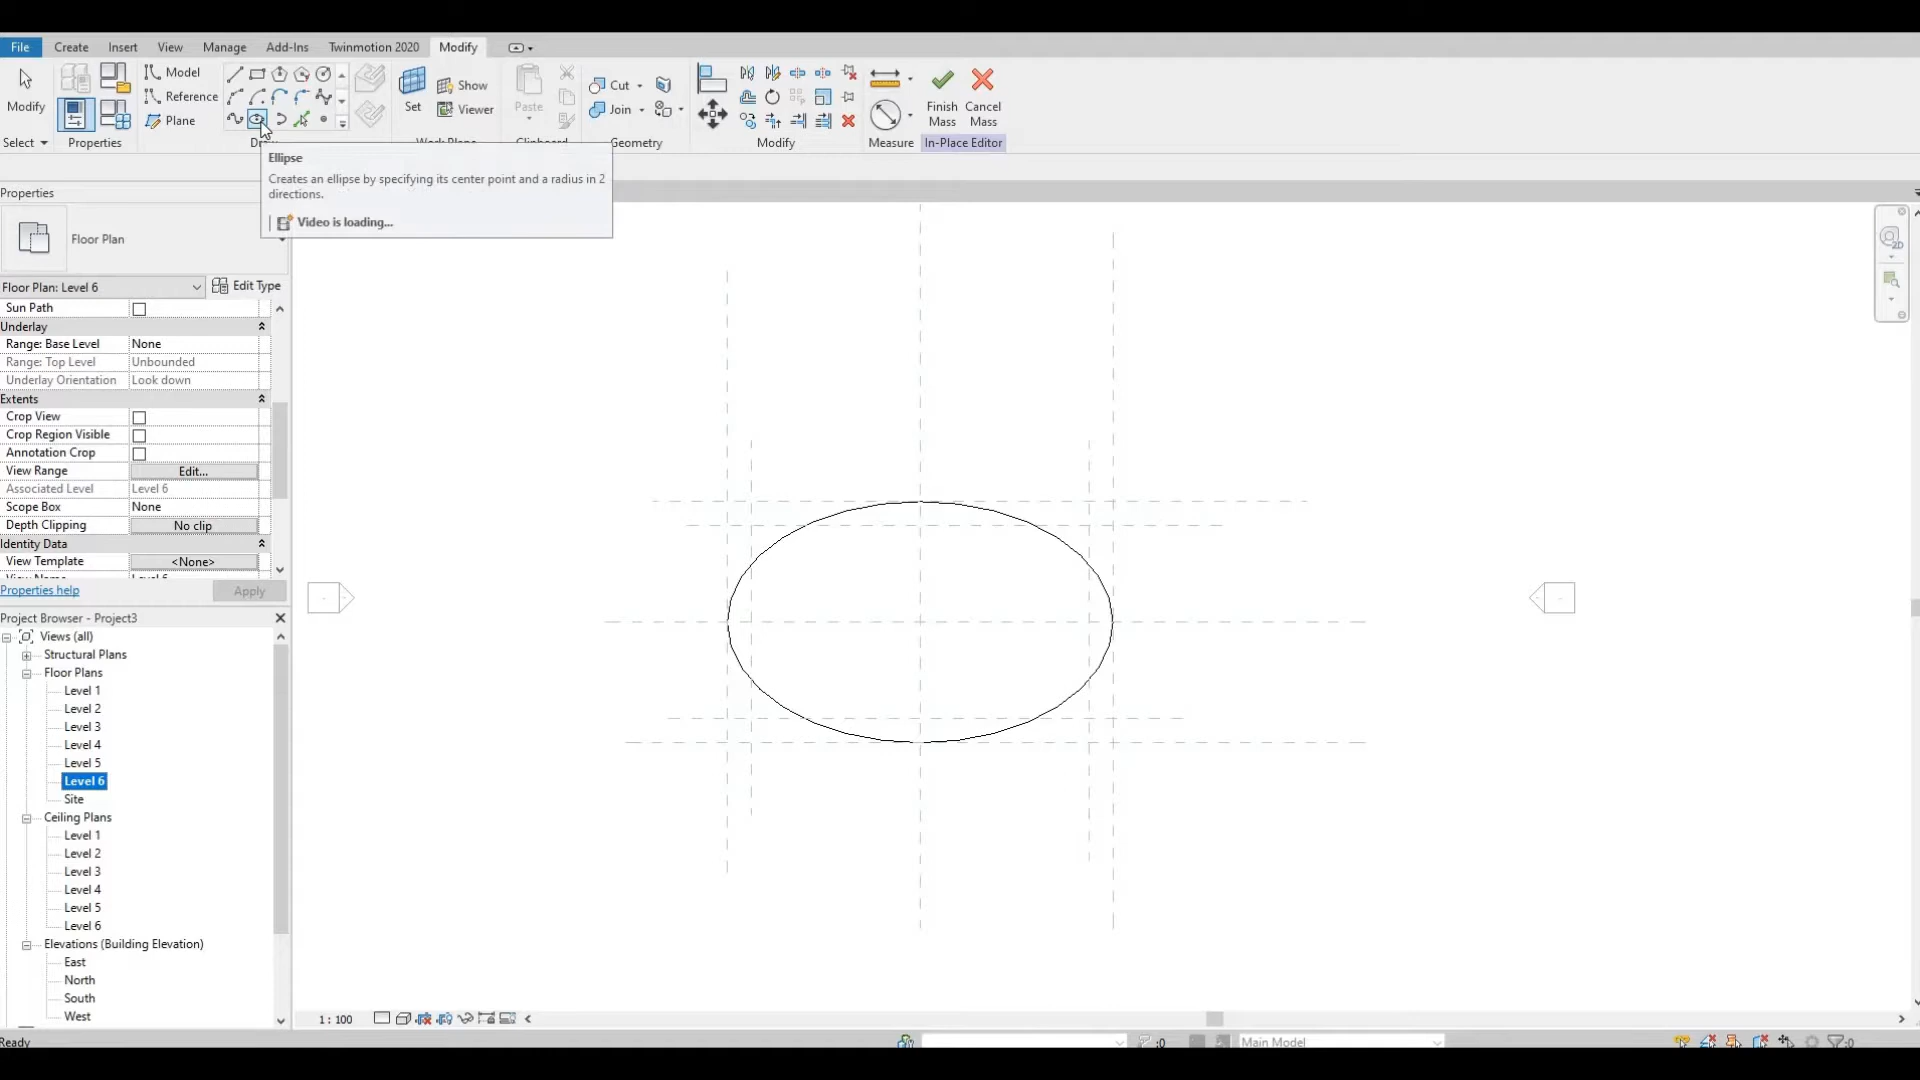 File Create Insert View Manage Add-Ins Twinmotion 2020 Modify
Modify
Model
Reference
Plane
Set
Show
Viewer
Paste
Cut
Join
Finish
Mass
Cancel
Mass
Select Properties Geometry Modify Measure In-Place Editor
Ellipse
Creates an ellipse by specifying its center point and a radius in 2
directions.
Video is loading...
Properties
Floor Plan
Floor Plan: Level 6 Edit Type
Sun Path
Underlay
Range: Base Level None
Range: Top Level Unbounded
Underlay Orientation Look down
Extents
Crop View
Crop Region Visible
Annotation Crop
View Range Edit...
Associated Level Level 6
Scope Box None
Depth Clipping No clip
Identity Data
View Template <None>
Properties help Apply
Project Browser - Project3
Views (all)
Structural Plans
Floor Plans
Level 1
Level 2
Level 3
Level 4
Level 5
Level 6
Site
Ceiling Plans
Level 1
Level 2
Level 3
Level 4
Level 5
Level 6
Elevations (Building Elevation)
East
North
South
West
2D
1 : 100
Ready
:0
Main Model
:0